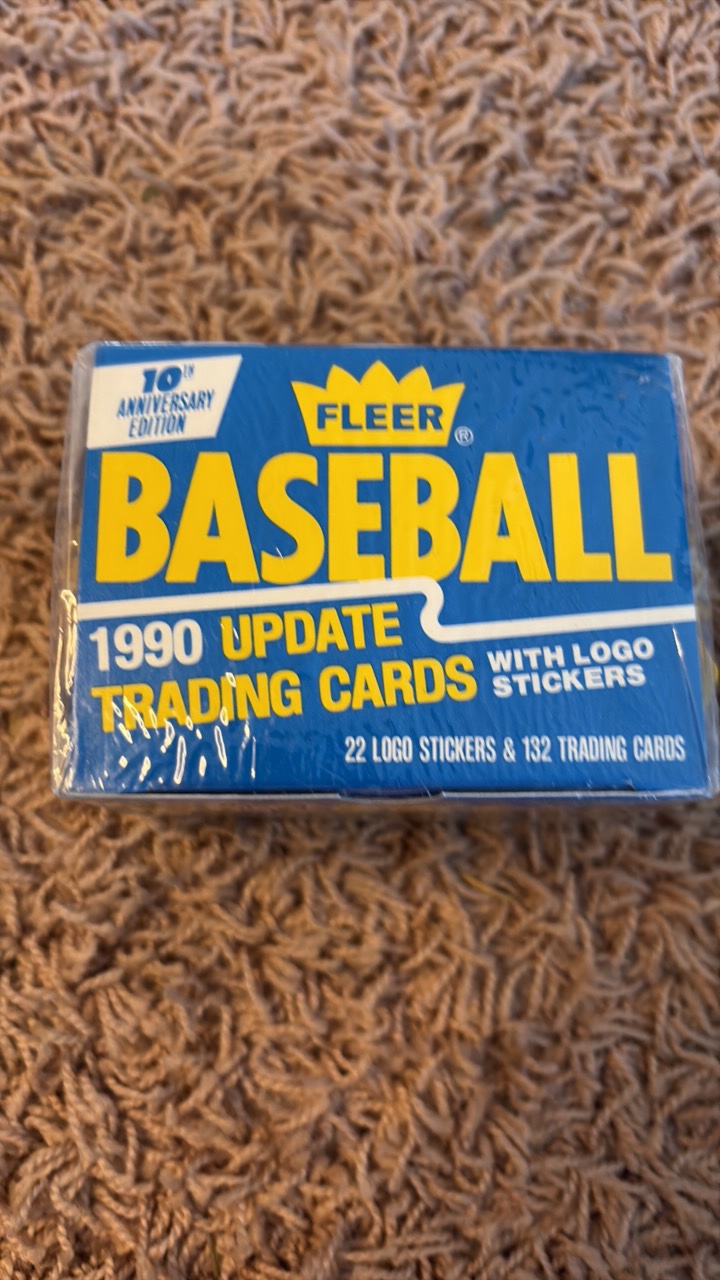 10TH
ANNIVERSARY
EDITION
FLEER®
BASEBALL
1990 UPDATE
TRADING CARDS
WITH LOGO
STICKERS
22 LOGO STICKERS & 132 TRADING CARDS